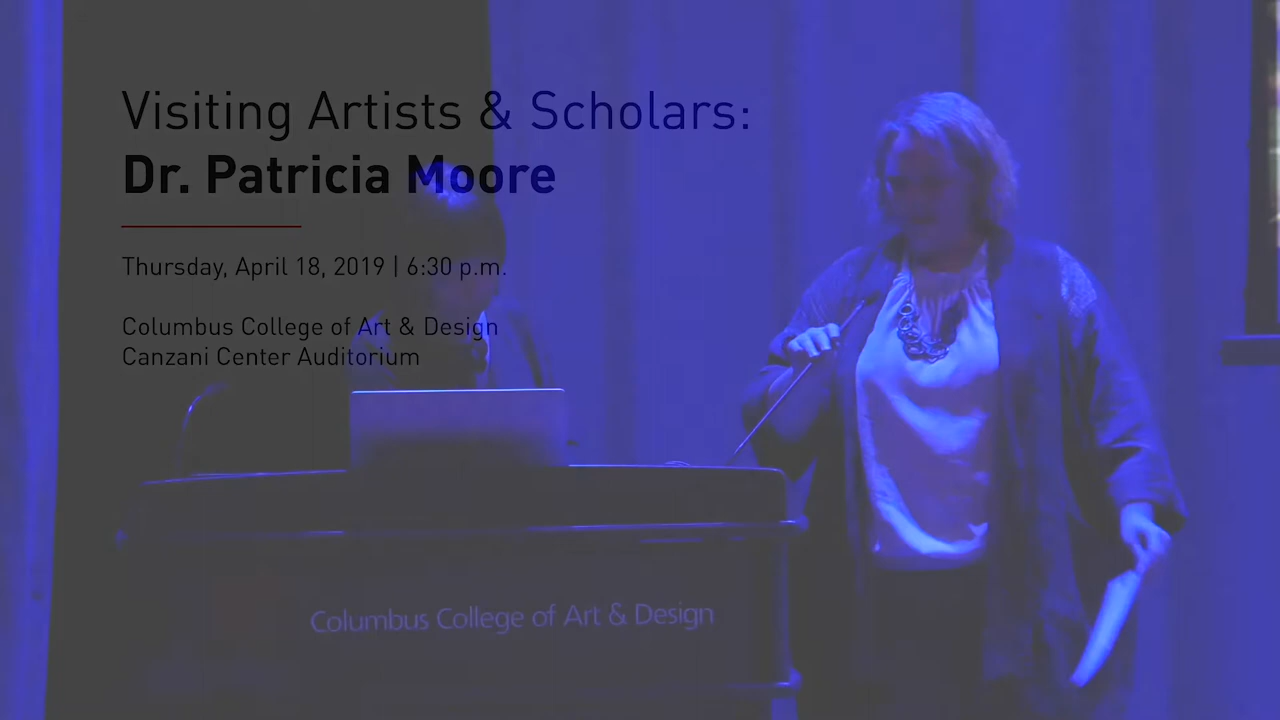 Visiting Artists & Scholars:
Dr. Patricia Moore
Thursday, April 18, 2019 | 6:30 p.m.
Columbus College of Art & Design
Canzani Center Auditorium
Columbus College of Art & Design